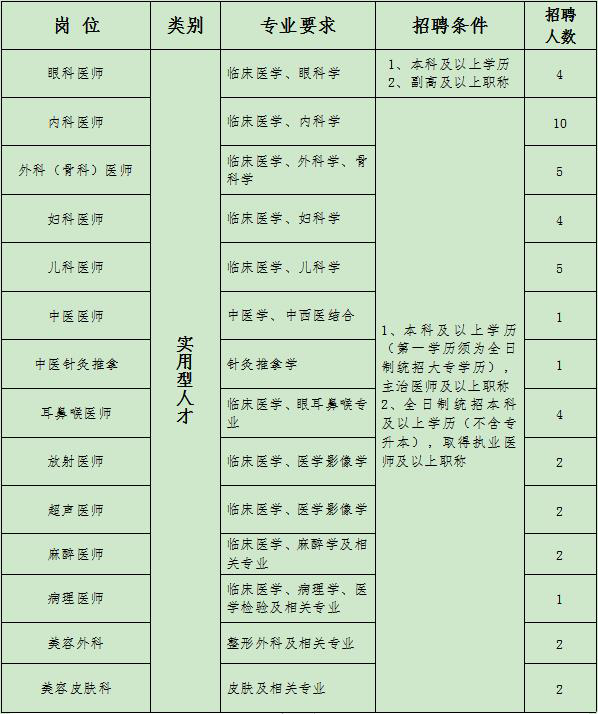 岗 位 类别 专业要求 招聘条件 招聘
人数
眼科医师 临床医学、眼科学 1、本科及以上学历
2、副高及以上职称 4
内科医师 临床医学、内科学 10
外科（骨科）医师 临床医学、外科学、骨
科学 5
妇科医师 临床医学、妇科学 4
儿科医师 临床医学、儿科学 5
中医医师 中医学、中西医结合 1
实用型人才
1、本科及以上学历
（第一学历须为全日
制统招大专学历），
主治医师及以上职称
2、全日制统招本科
及以上学历（不含专
升本），取得执业医
师及以上职称
中医针灸推拿 针灸推拿学 1
耳鼻喉医师 临床医学、眼耳鼻喉专
业 4
放射医师 临床医学、医学影像学 2
超声医师 临床医学、医学影像学 2
麻醉医师 临床医学、麻醉学及相
关专业 2
病理医师 临床医学、病理学、医
学检验及相关专业 1
美容外科 整形外科及相关专业 2
美容皮肤科 皮肤及相关专业 2